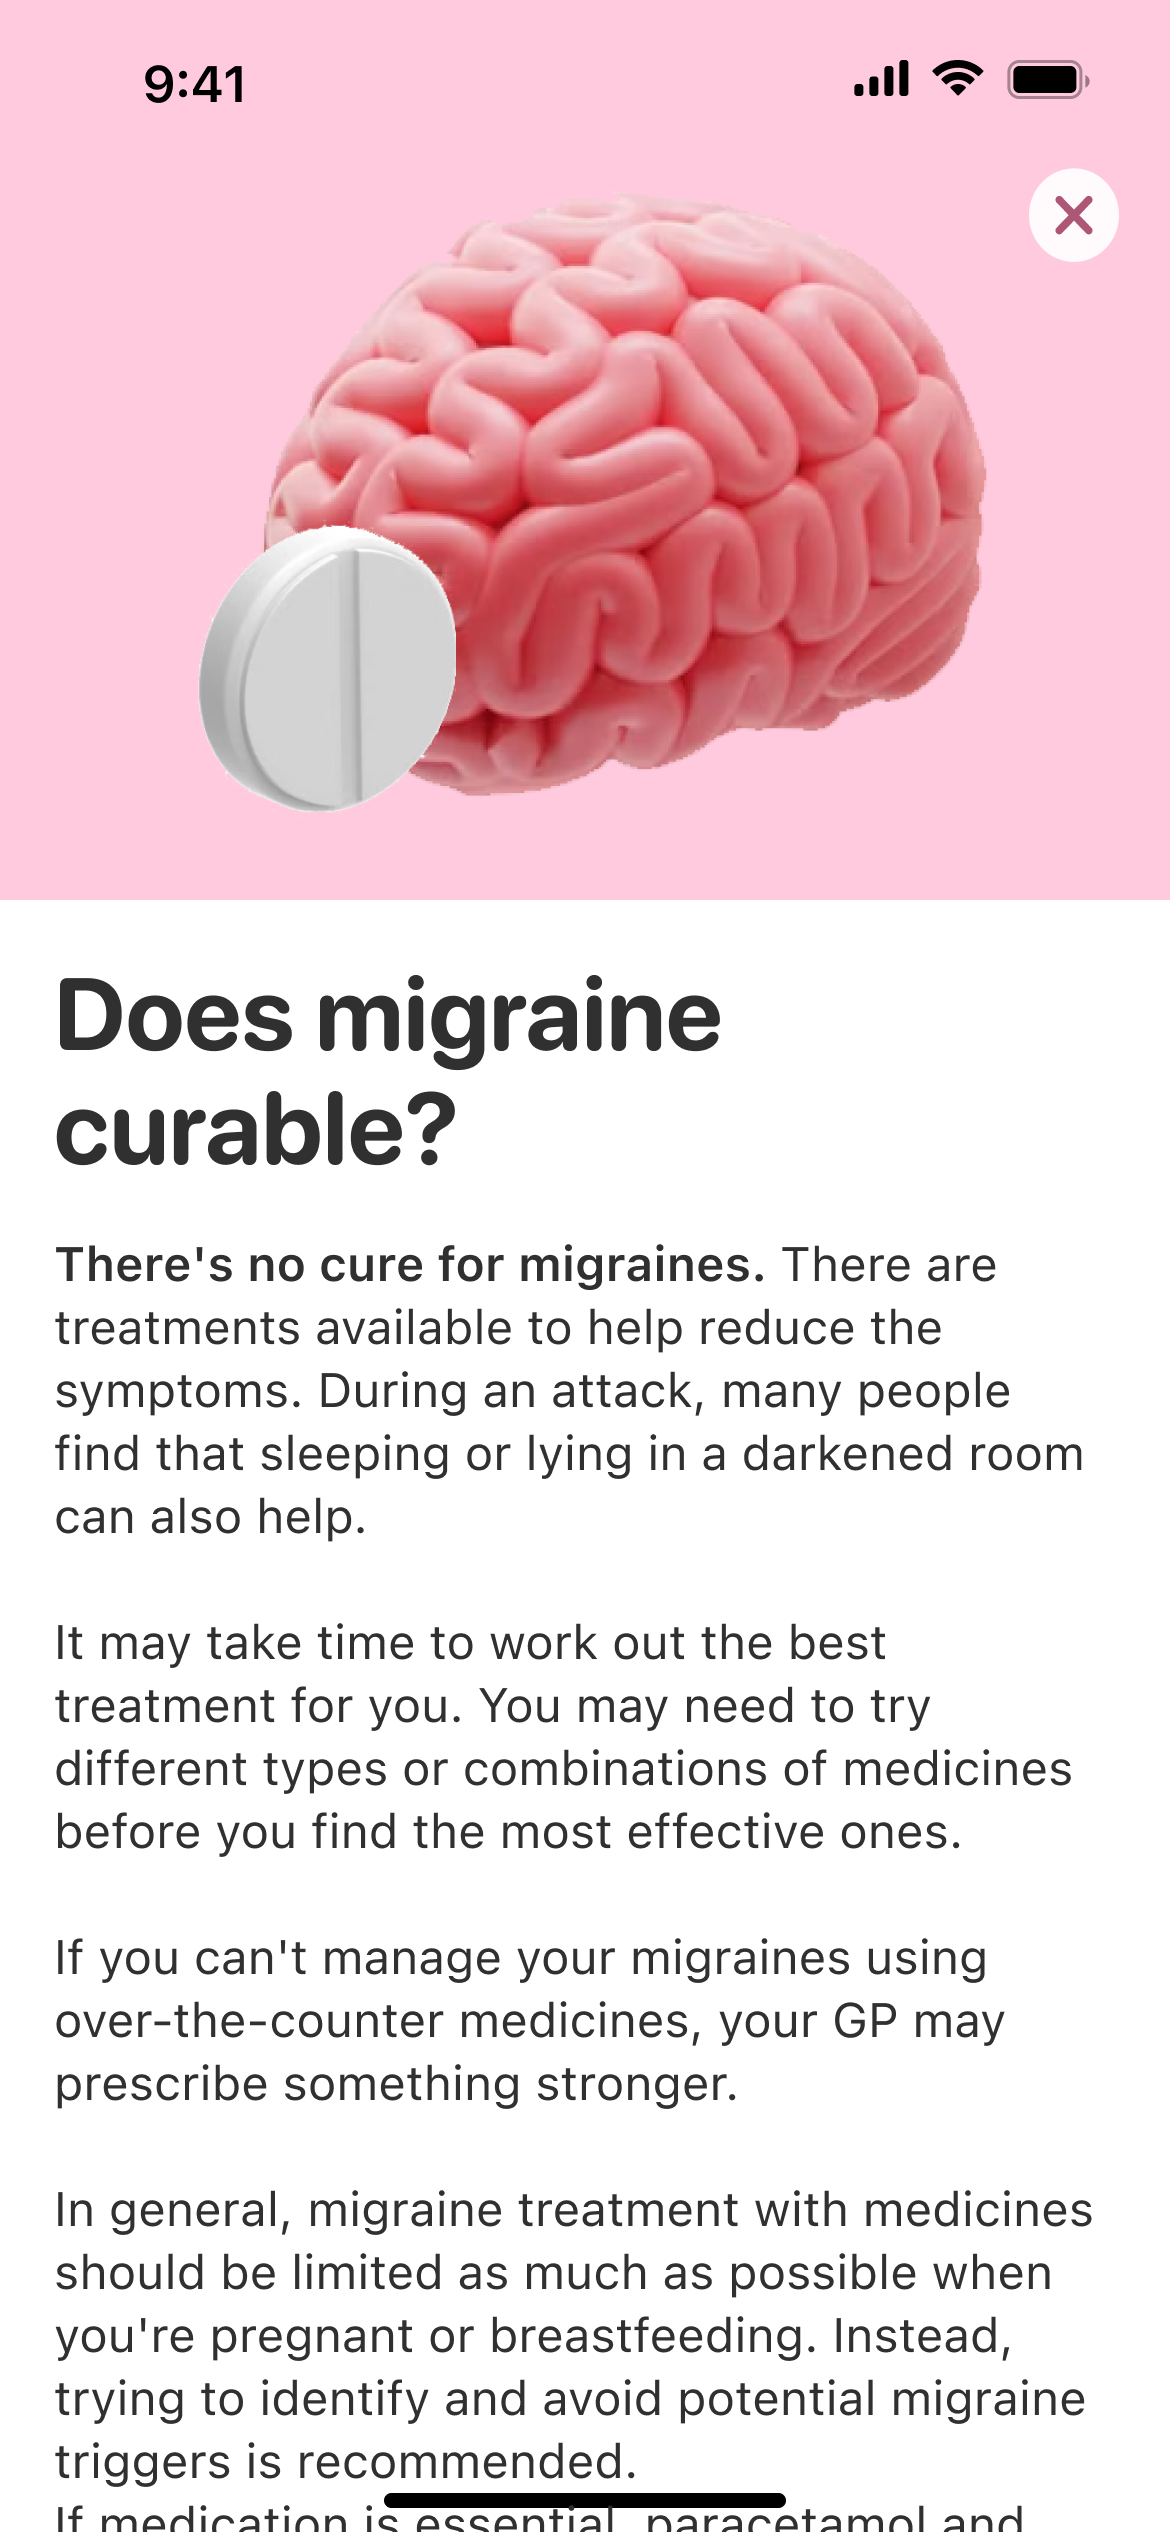 9:41
Does migraine
curable?
There's no cure for migraines. There are
treatments available to help reduce the
symptoms. During an attack, many people
find that sleeping or lying in a darkened room
can also help.
It may take time to work out the best
treatment for you. You may need to try
different types or combinations of medicines
before you find the most effective ones.
If you can't manage your migraines using
over-the-counter medicines, your GP may
prescribe something stronger.
In general, migraine treatment with medicines
should be limited as much as possible when
you're pregnant or breastfeeding. Instead,
trying to identify and avoid potential migraine
triggers is recommended.
If medication is essential, paracetamol and